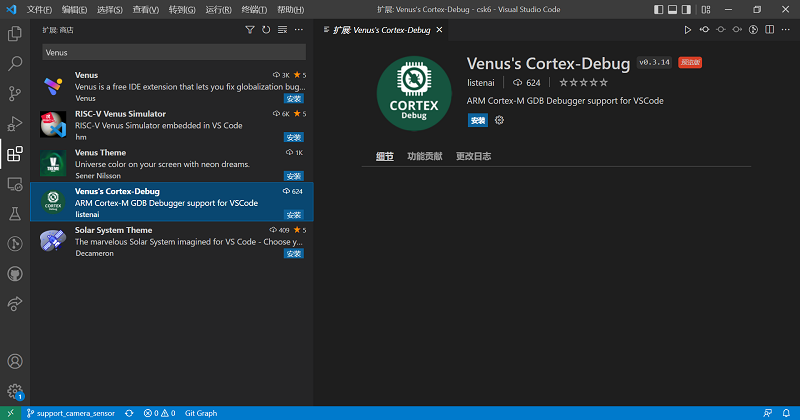 文件(F) 编辑(E) 选择(S) 查看(V) 转到(G) 运行(R) 终端(T) 帮助(H) 扩展: Venus's Cortex-Debug - csk6 - Visual Studio Code
扩展: 商店
Venus
Venus 3K 5
Venus is a free IDE extension that lets you fix globalization bug...
Venus 安装
RISC-V Venus Simulator 6K 5
RISC-V Venus Simulator embedded in VS Code
hm 安装
Venus Theme 1K
Universe color on your screen with neon dreams.
Sener Nilsson 安装
Venus's Cortex-Debug 624
ARM Cortex-M GDB Debugger support for VSCode
listenai 安装
Solar System Theme 409 5
The marvelous Solar System imagined for VS Code - Choose y...
Decameron 安装
扩展: Venus's Cortex-Debug
CORTEX
Debug
Venus's Cortex-Debug v0.3.14 预览版
listenai 624
ARM Cortex-M GDB Debugger support for VSCode
安装
细节 功能贡献 更改日志
1
support_camera_sensor 0 0 Git Graph